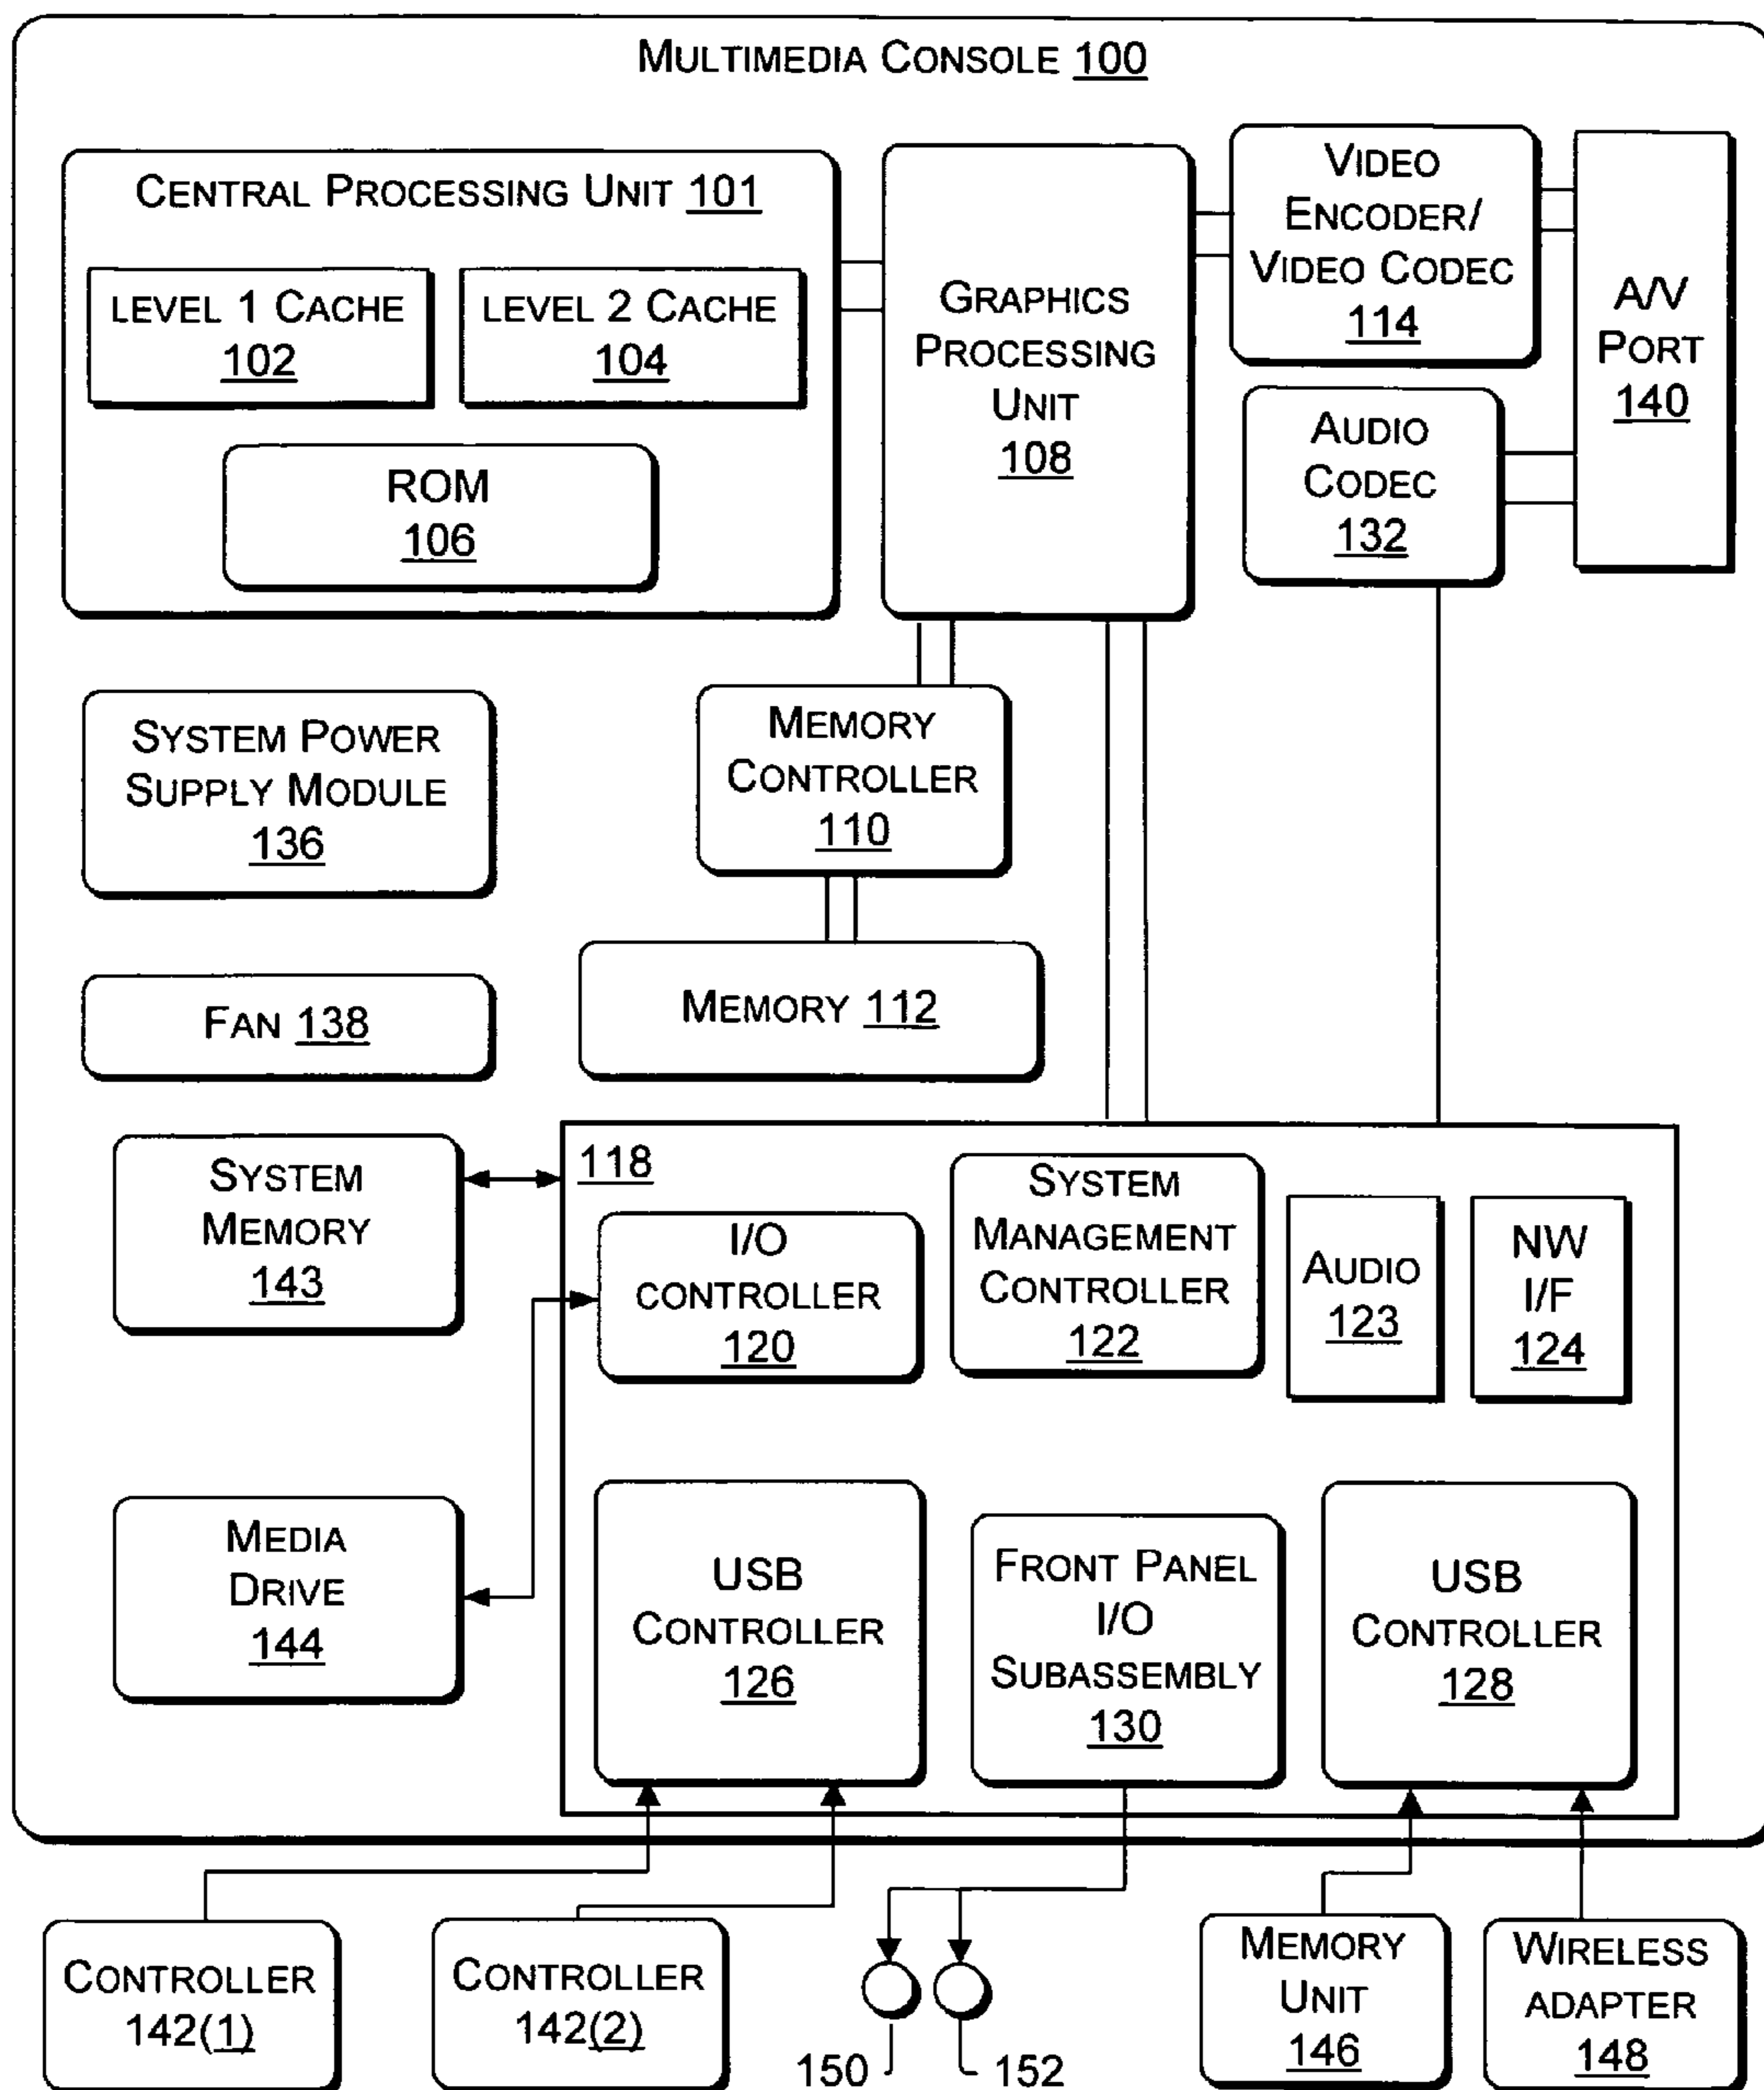 MULTIMEDIA CONSOLE 100
CENTRAL PROCESSING UNIT 101
LEVEL 1 CACHE
102
LEVEL 2 CACHE
104
ROM
106
GRAPHICS
PROCESSING
UNIT
108
VIDEO
ENCODER/
VIDEO CODEC
114
AUDIO
CODEC
132
A/V
PORT
140
SYSTEM POWER
SUPPLY MODULE
136
MEMORY
CONTROLLER
110
FAN 138
MEMORY 112
SYSTEM
MEMORY
143
118
I/O
CONTROLLER
120
SYSTEM
MANAGEMENT
CONTROLLER
122
AUDIO
123
NW
I/F
124
MEDIA
DRIVE
144
USB
CONTROLLER
126
FRONT PANEL
I/O
SUBASSEMBLY
130
USB
CONTROLLER
128
CONTROLLER
142(1)
CONTROLLER
142(2)
150
152
MEMORY
UNIT
146
WIRELESS
ADAPTER
148